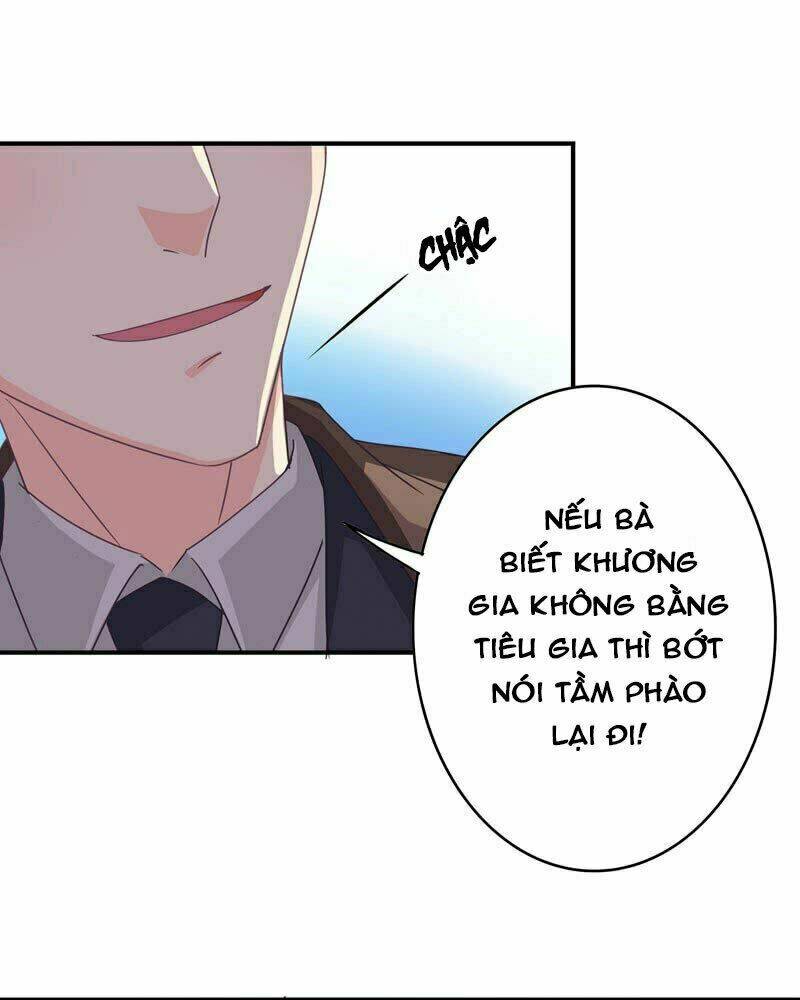 CHẬC
NẾU BÀ
BIẾT KHƯƠNG
GIA KHÔNG BẰNG
TIÊU GIA THÌ BỚT
NÓI TẦM PHÀO
LẠI ĐI!